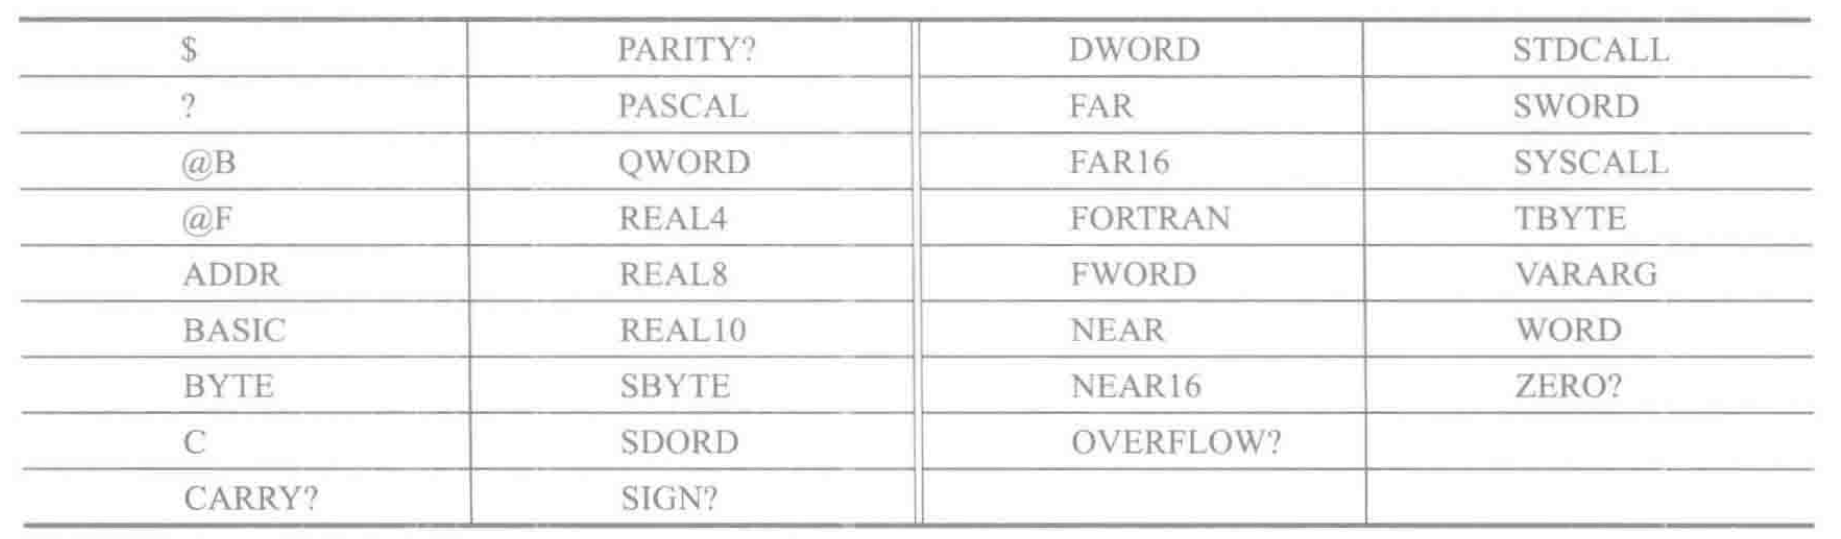 $ PARITY? DWORD STDCALL
? PASCAL FAR SWORD
@B QWORD FAR16 SYSCALL
@F REAL4 FORTRAN TBYTE
ADDR REAL8 FWORD VARARG
BASIC REAL10 NEAR WORD
BYTE SBYTE NEAR16 ZERO?
C SDORD OVERFLOW?
CARRY? SIGN?